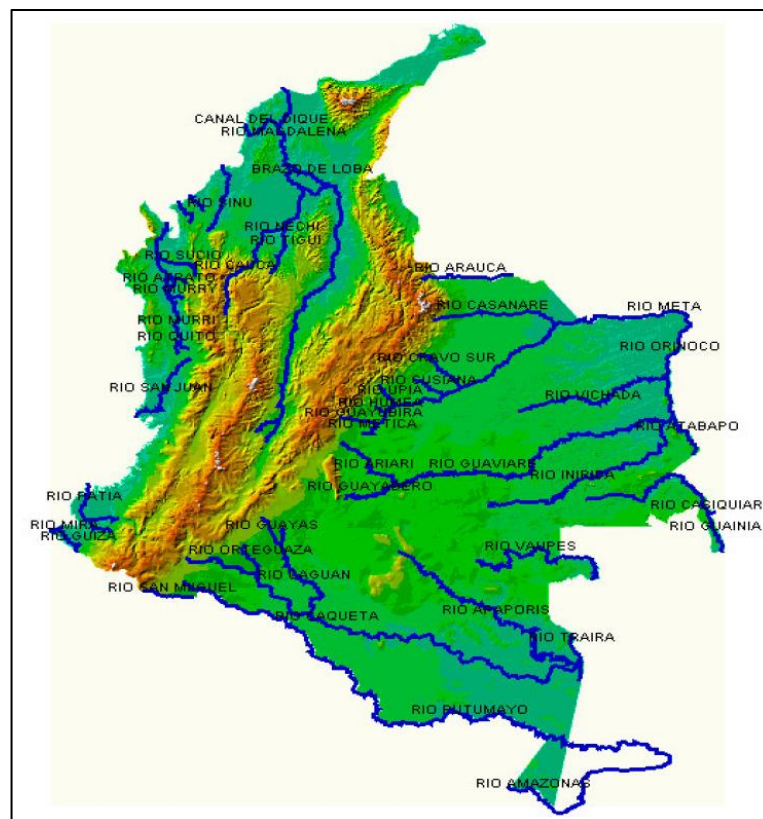 CANAL DEL DIQUE
RIO MAGDALENA
BRAZO DE LOBA
RIO SINU
RIO NECHI
RIO TIGUI
RIO SUCIO
RIO CAUCA
RIO ARAUCA
RIO ATRATO
RIO MURRY
RIO CASANARE
RIO META
RIO MURRI
RIO QUITO
RIO ORINOCO
RIO CRAVO SUR
RIO SAN JUAN
RIO CUSIANA
RIO UPIA
RIO VICHADA
RIO HUMEA
RIO GUAYURIBA
RIO METICA
RIO ATABAPO
RIO ARIARI
RIO GUAVIARE
RIO INIRIDA
RIO GUAYABERO
RIO PATIA
RIO CASIQUIAR
RIO MIRA
RIO GUAYAS
RIO GUAINIA
RIO GUIZA
RIO ORTEGUAZA
RIO VAUPES
RIO CAGUAN
RIO SAN MIGUEL
RIO APAPORIS
RIO CAQUETA
RIO TRAIRA
RIO PUTUMAYO
RIO AMAZONAS